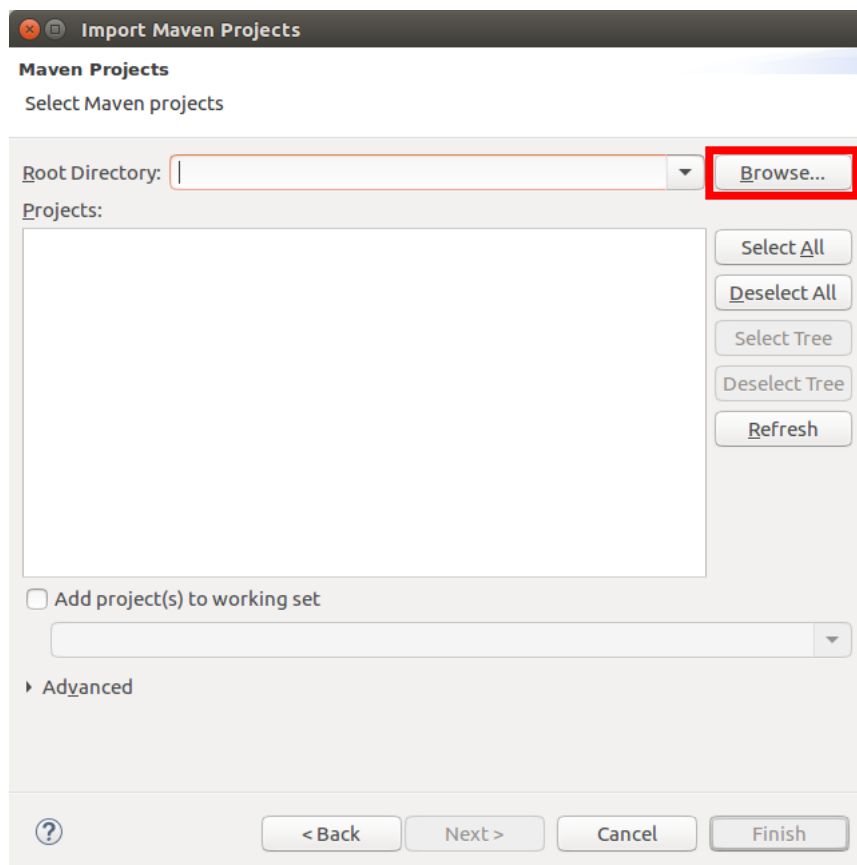 Import Maven Projects
Maven Projects
Select Maven projects
Root Directory:
Browse...
Projects:
Select All
Deselect All
Select Tree
Deselect Tree
Refresh
Add project(s) to working set
Advanced
?
< Back
Next >
Cancel
Finish